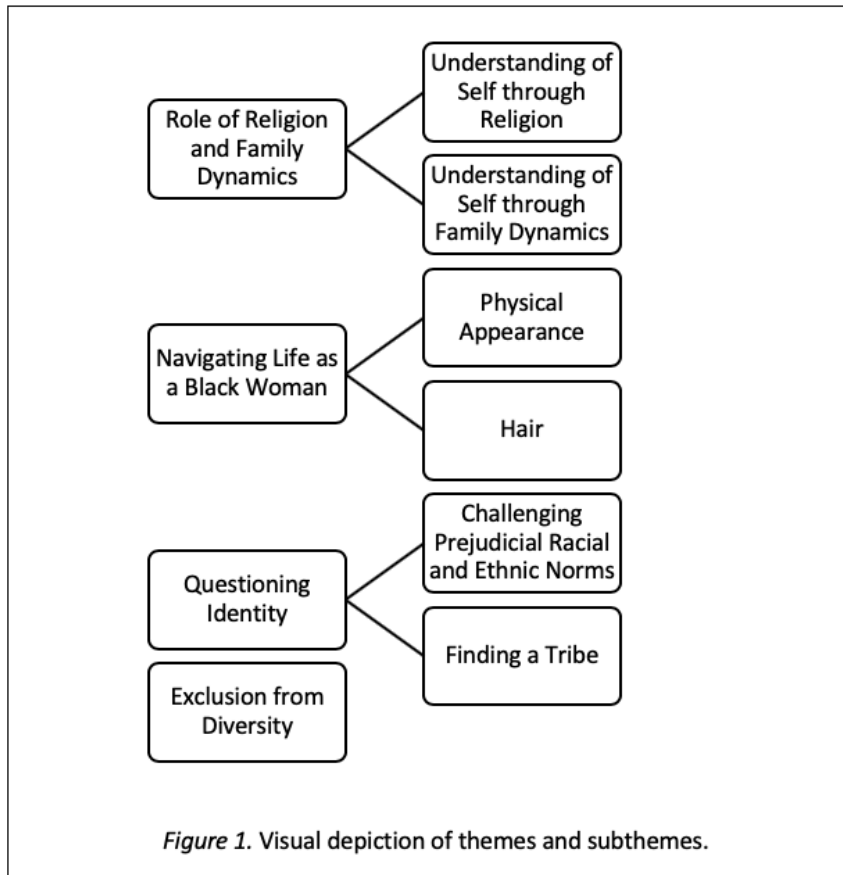 Role of Religion
and Family
Dynamics
Understanding of
Self through
Religion
Understanding of
Self through
Family Dynamics
Navigating Life as
a Black Woman
Physical
Appearance
Hair
Questioning
Identity
Challenging
Prejudicial Racial
and Ethnic Norms
Finding a Tribe
Exclusion from
Diversity
Figure 1. Visual depiction of themes and subthemes.